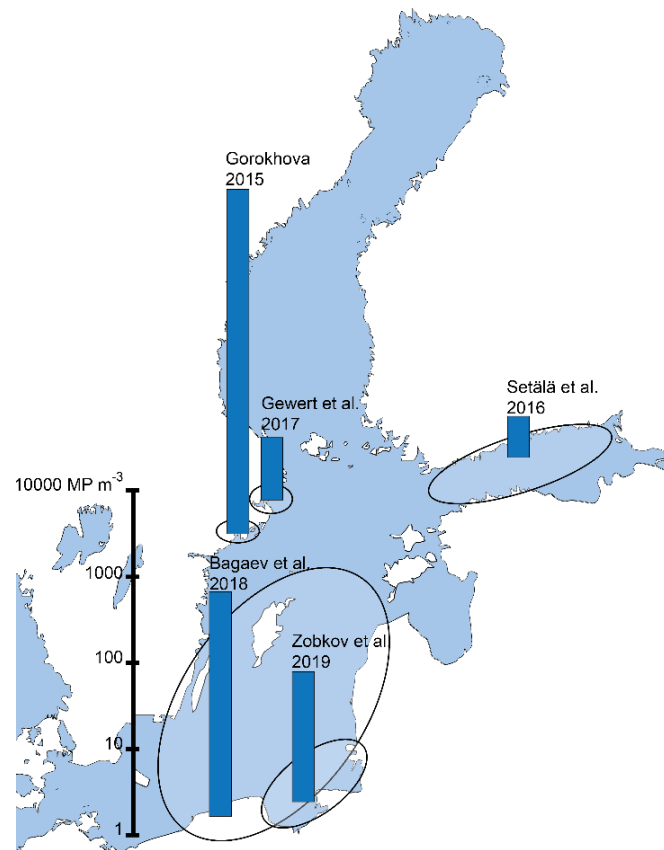 Gorokhova
2015
Gewert et al.
2017
Setälä et al.
2016
10000 MP m⁻³
Bagaev et al.
2018
1000
Zobkov et al
2019
100
10
1